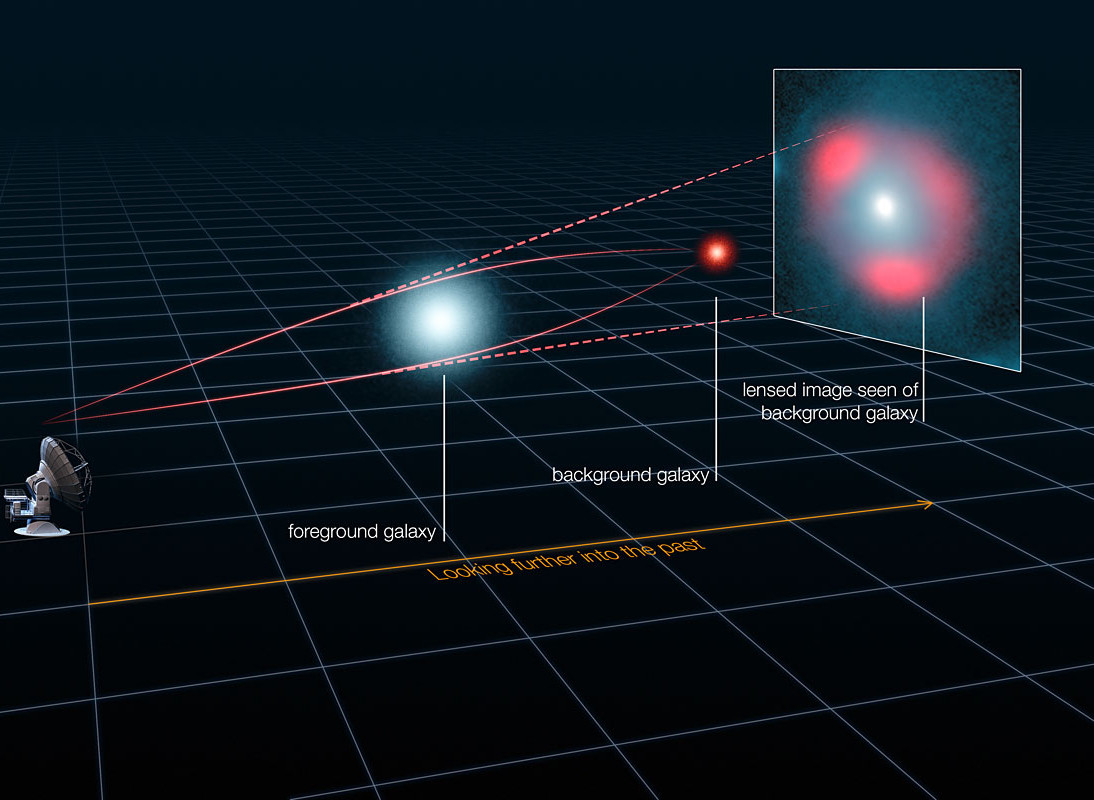 lensed image seen of
background galaxy
background galaxy
foreground galaxy
Looking further into the past